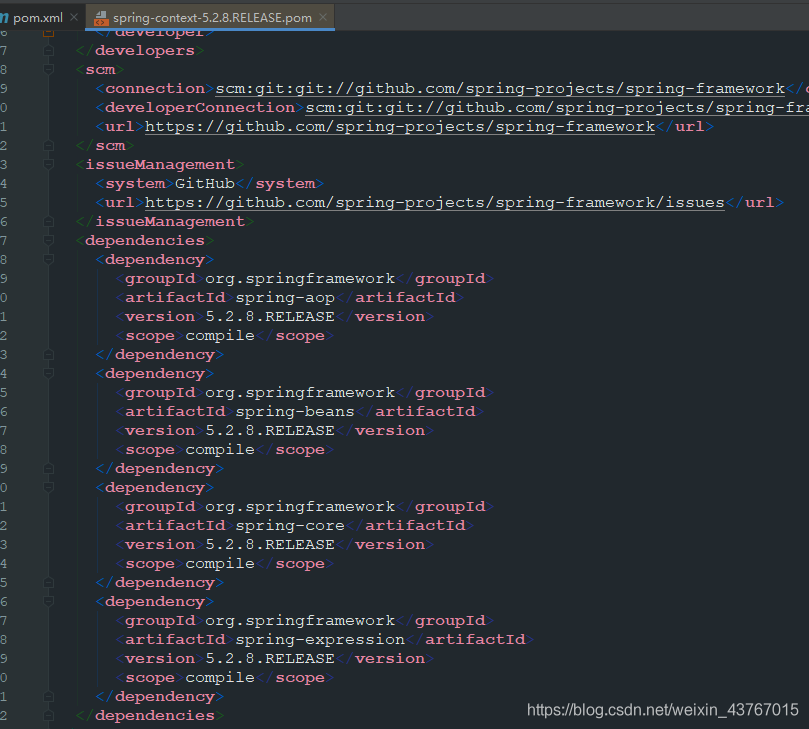 pom.xml × spring-context-5.2.8.RELEASE.pom ×
6 </developer>
7 </developers>
8 <scm>
9 <connection>scm:git:git://github.com/spring-projects/spring-framework</
0 <developerConnection>scm:git:git://github.com/spring-projects/spring-fra
1 <url>https://github.com/spring-projects/spring-framework</url>
2 </scm>
3 <issueManagement>
4 <system>GitHub</system>
5 <url>https://github.com/spring-projects/spring-framework/issues</url>
6 </issueManagement>
7 <dependencies>
8 <dependency>
9 <groupId>org.springframework</groupId>
0 <artifactId>spring-aop</artifactId>
1 <version>5.2.8.RELEASE</version>
2 <scope>compile</scope>
3 </dependency>
4 <dependency>
5 <groupId>org.springframework</groupId>
6 <artifactId>spring-beans</artifactId>
7 <version>5.2.8.RELEASE</version>
8 <scope>compile</scope>
9 </dependency>
0 <dependency>
1 <groupId>org.springframework</groupId>
2 <artifactId>spring-core</artifactId>
3 <version>5.2.8.RELEASE</version>
4 <scope>compile</scope>
5 </dependency>
6 <dependency>
7 <groupId>org.springframework</groupId>
8 <artifactId>spring-expression</artifactId>
9 <version>5.2.8.RELEASE</version>
0 <scope>compile</scope>
1 </dependency>
2 </dependencies>
https://blog.csdn.net/weixin_43767015